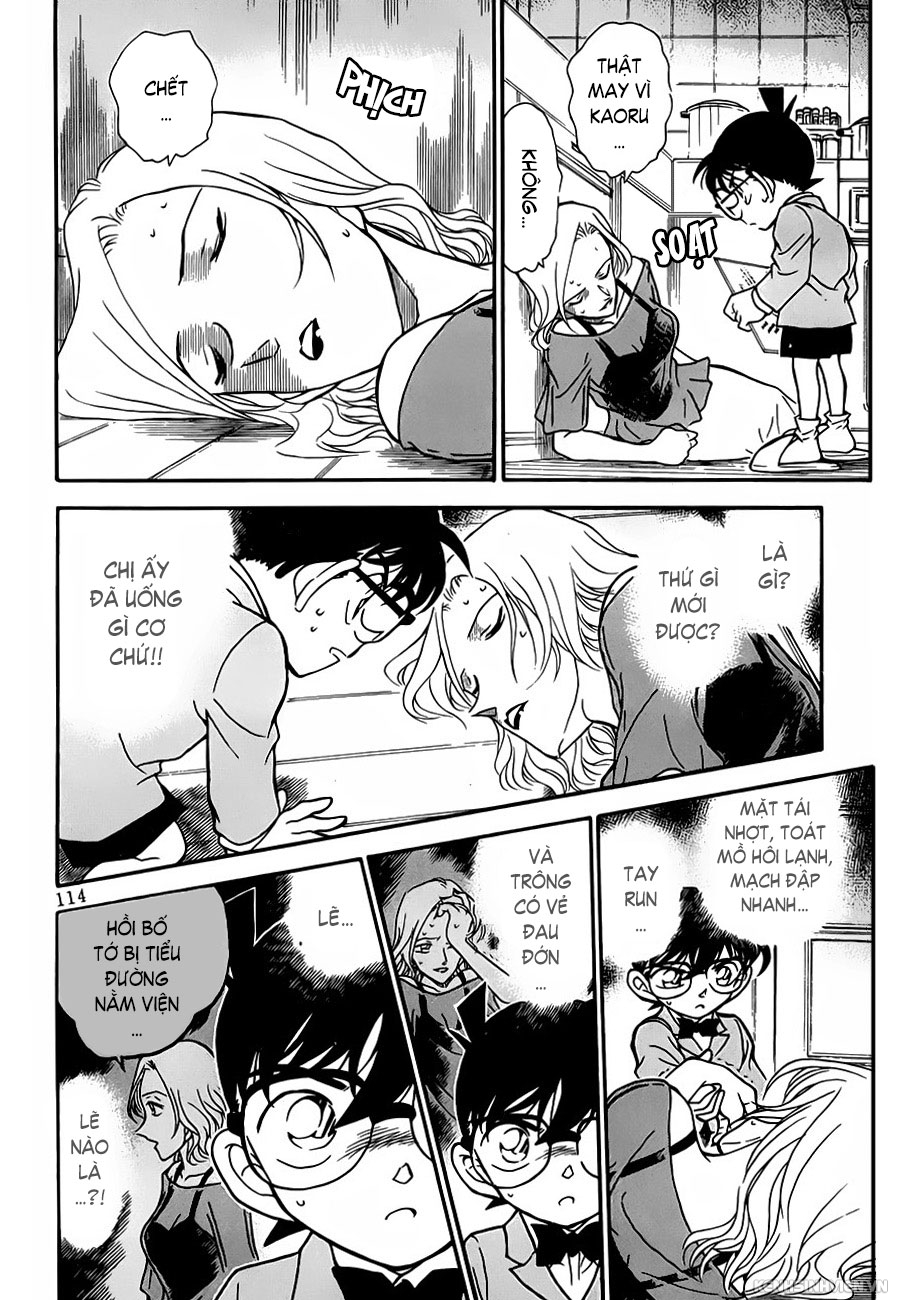 THẬT
MAY VÌ
KAORU
...
SOẠT
KHÔNG...
PHỊCH
CHẾT
...
LÀ
GÌ?
THỨ GÌ
MỚI
ĐƯỢC?
CHỊ ẤY
ĐÃ UỐNG
GÌ CƠ
CHỨ!!
MẶT TÁI
NHỢT, TOÁT
MỒ HÔI LẠNH,
MẠCH ĐẬP
NHANH...
TAY
RUN
...
VÀ
TRÔNG
CÓ VẺ
ĐAU
ĐỚN
...
LẼ...
HỒI BỐ
TỚ BỊ TIỂU
ĐƯỜNG
NẰM VIỆN
...
LẼ
NÀO
LÀ
...?!
114